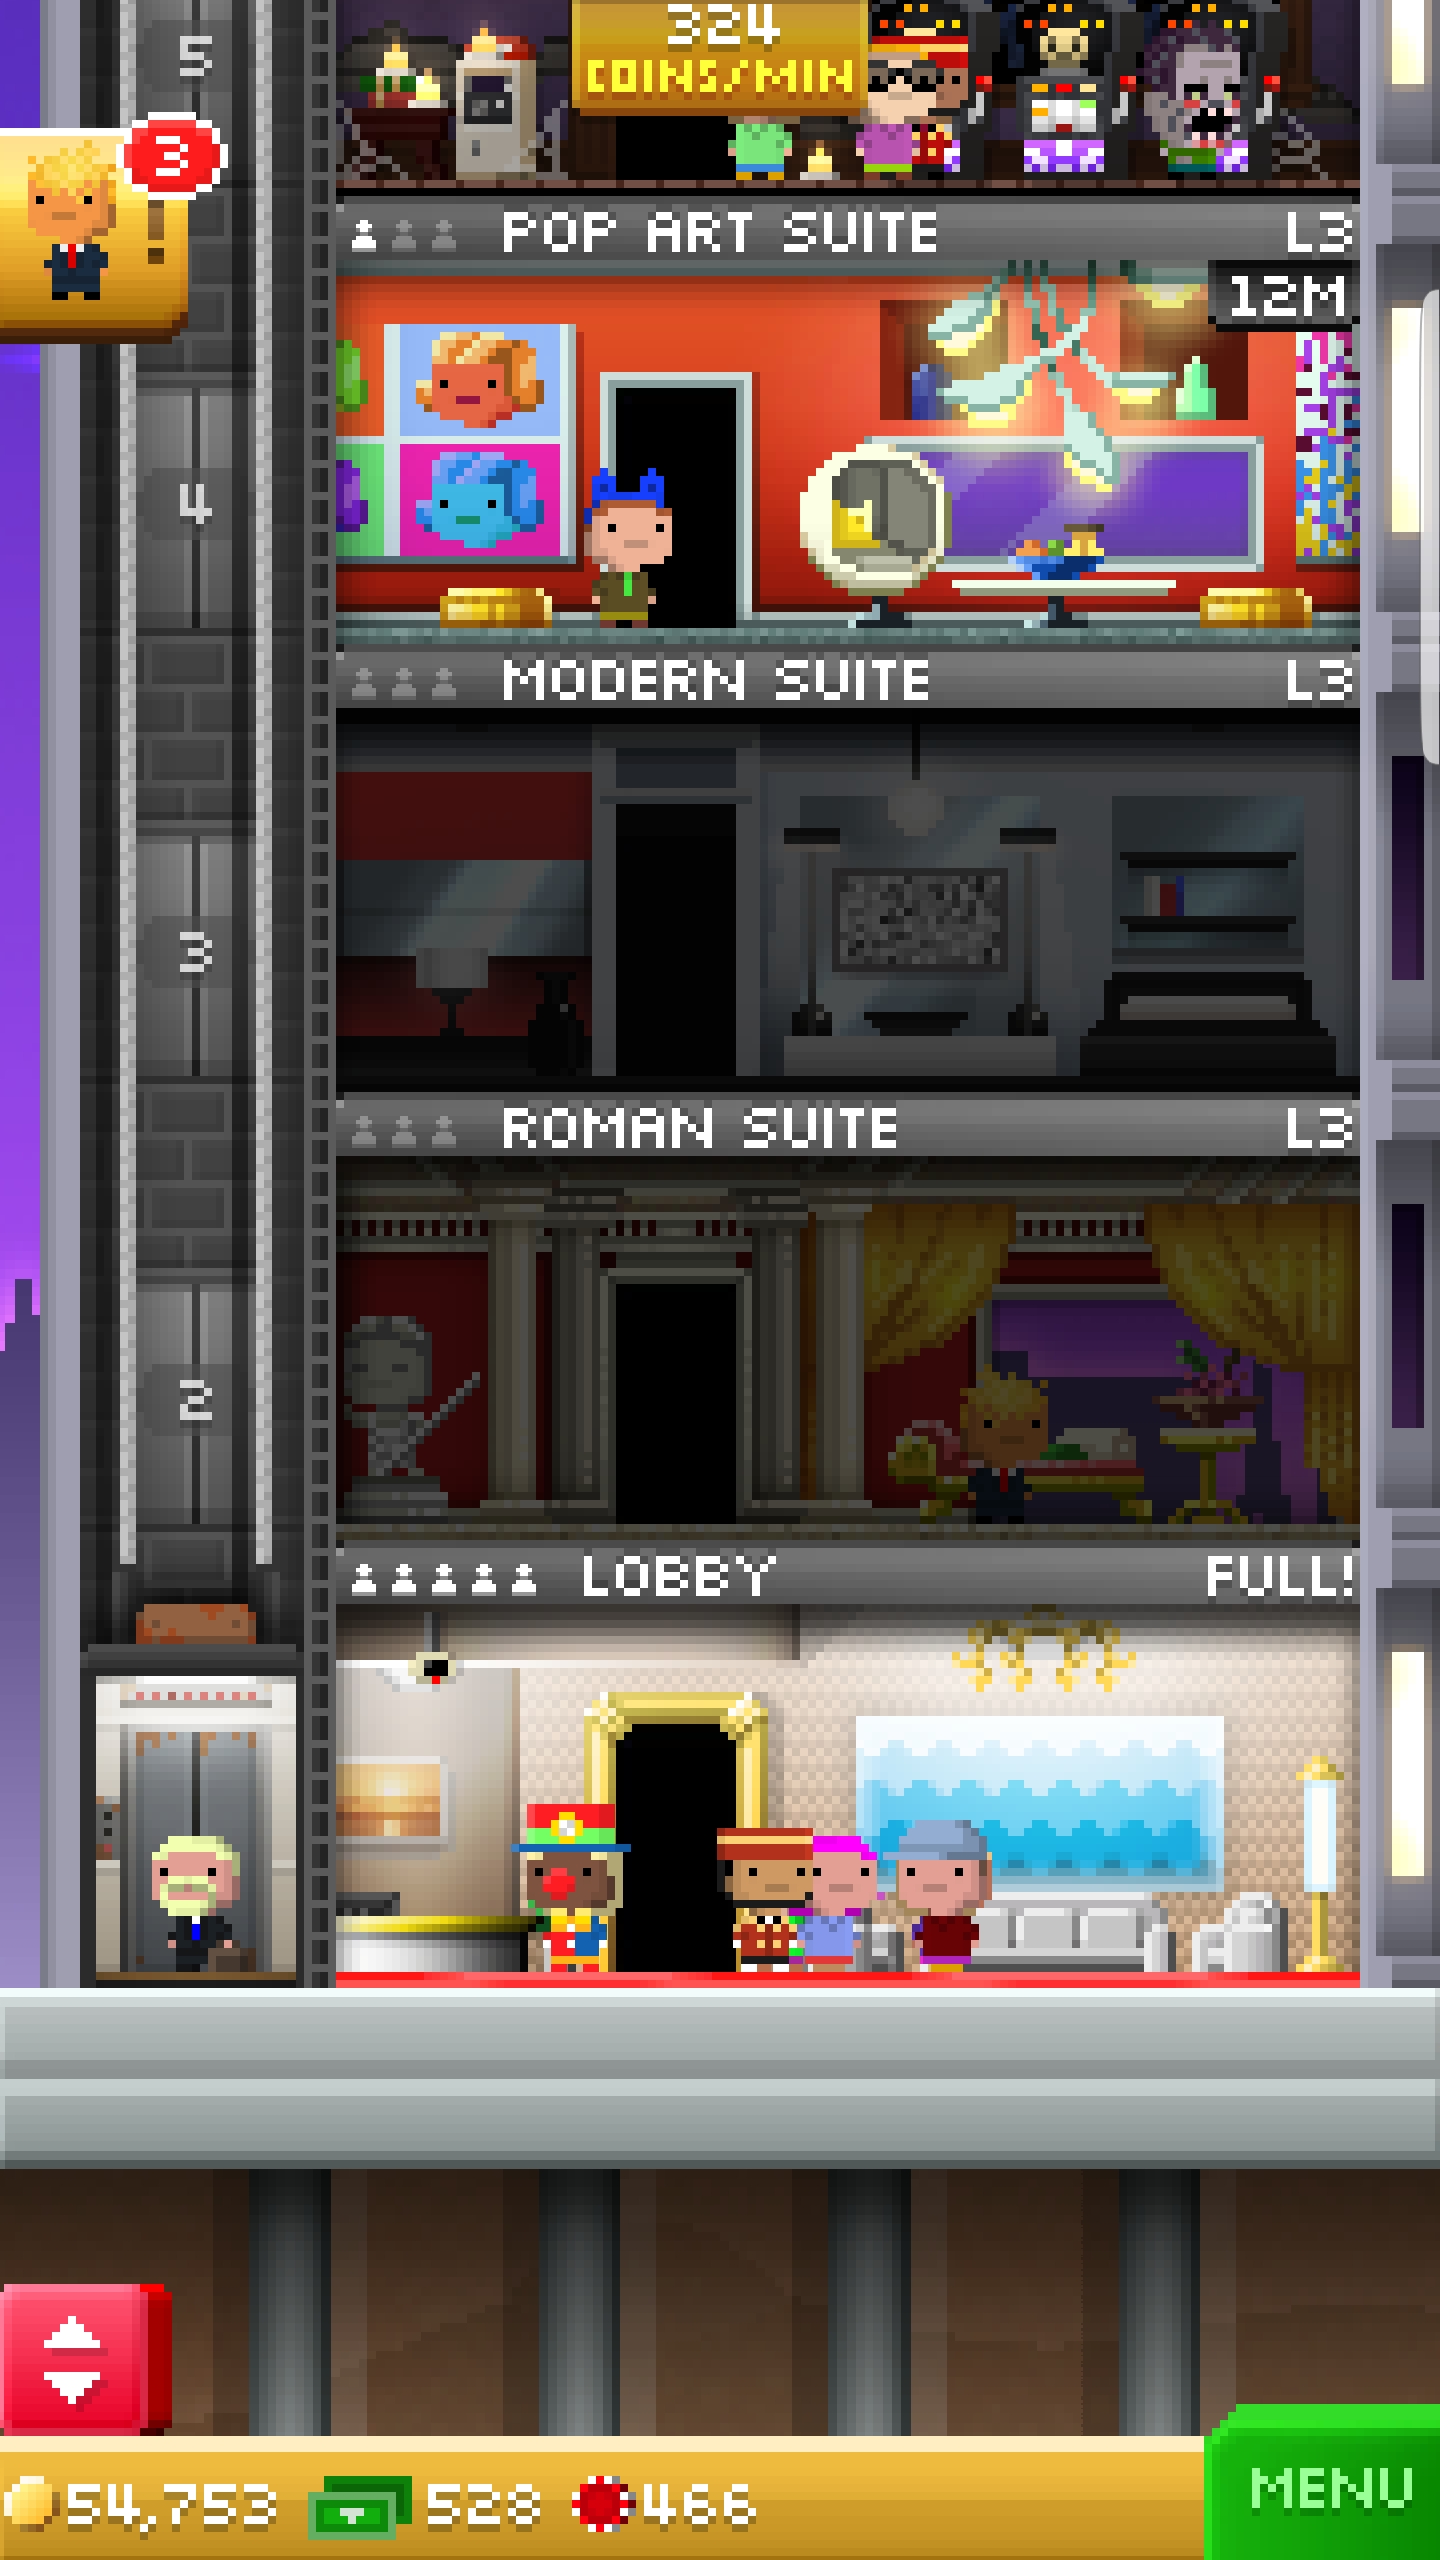 5
324
COINS/MIN
3
!
POP ART SUITE L3
12M
4
MODERN SUITE L3
3
ROMAN SUITE L3
2
LOBBY FULL!
54,753 528 466
MENU